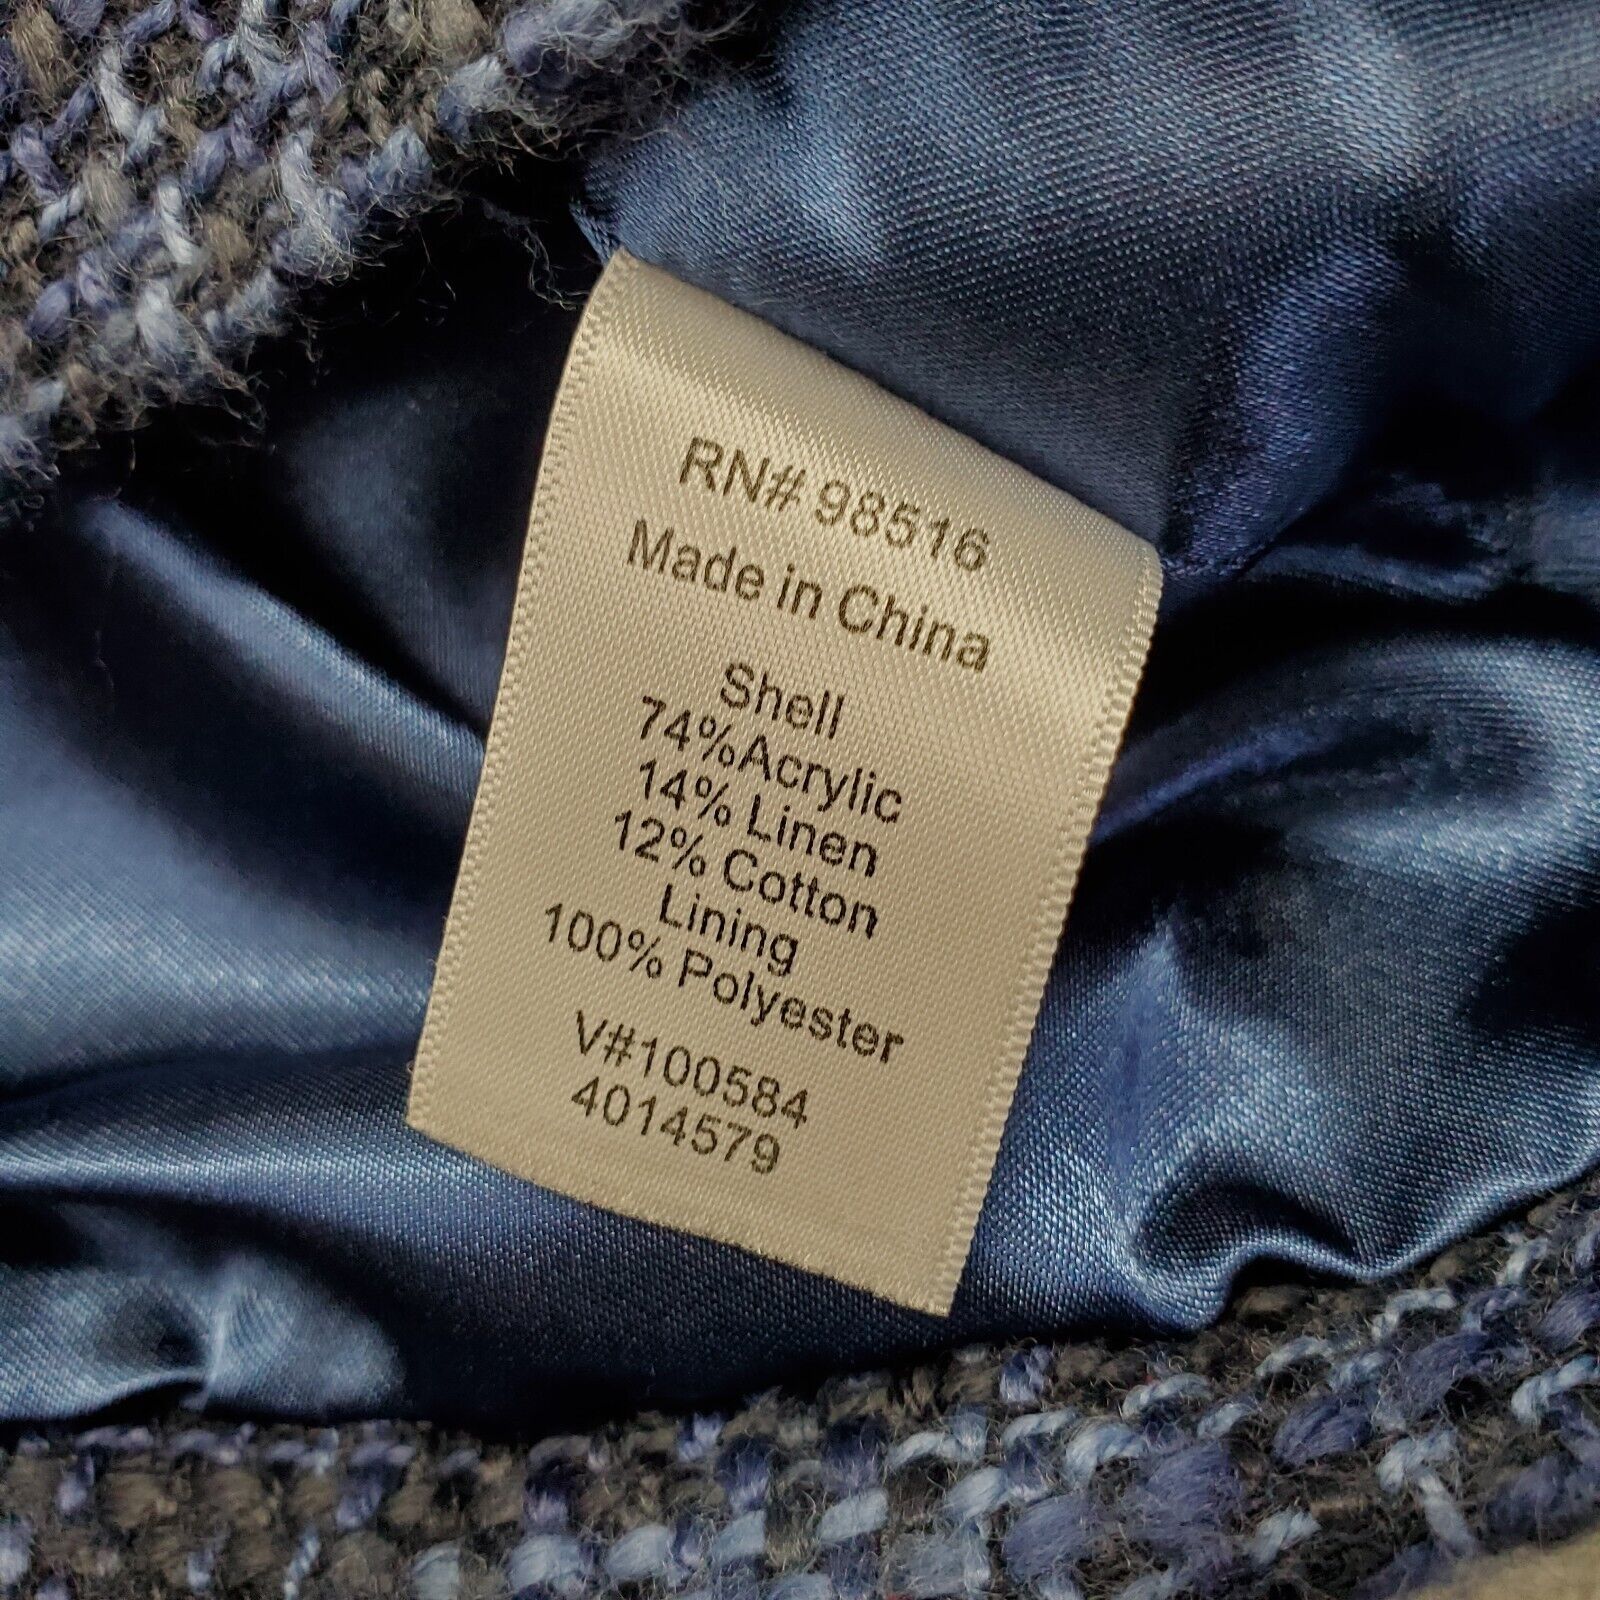 RN# 98516
Made in China
Shell
74%Acrylic
14% Linen
12% Cotton
Lining
100% Polyester
V#100584
4014579